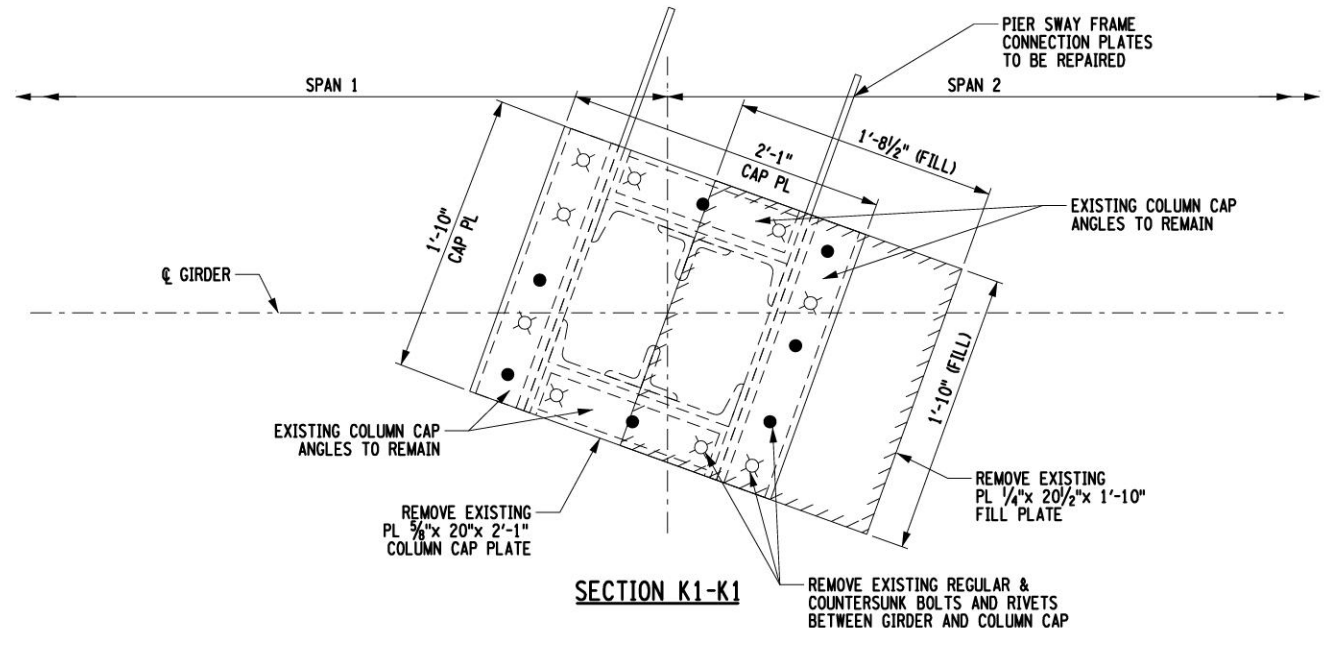 PIER SWAY FRAME
CONNECTION PLATES
TO BE REPAIRED
SPAN 1
SPAN 2
1'-8½" (FILL)
2'-1"
CAP PL
1'-10"
CAP PL
EXISTING COLUMN CAP
ANGLES TO REMAIN
℄ GIRDER
1'-10" (FILL)
EXISTING COLUMN CAP
ANGLES TO REMAIN
REMOVE EXISTING
PL ¼"x 20½"x 1'-10"
FILL PLATE
REMOVE EXISTING
PL ⅝"x 20"x 2'-1"
COLUMN CAP PLATE
SECTION K1-K1
REMOVE EXISTING REGULAR &
COUNTERSUNK BOLTS AND RIVETS
BETWEEN GIRDER AND COLUMN CAP